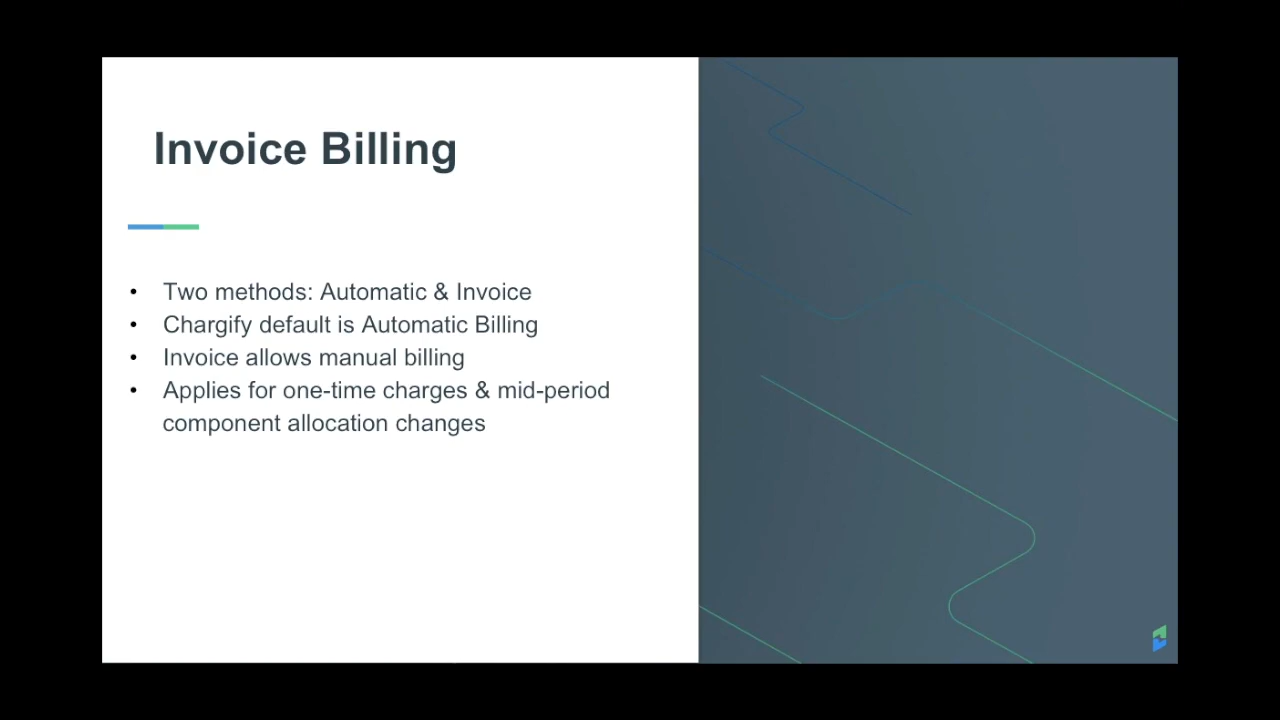 Invoice Billing
• Two methods: Automatic & Invoice
• Chargify default is Automatic Billing
• Invoice allows manual billing
• Applies for one-time charges & mid-period
component allocation changes